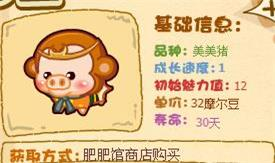 基础信息:
品种: 美美猪
成长速度: 1
初始魅力值: 12
单价: 32摩尔豆
寿命: 30天
获取方式: 肥肥馆商店购买